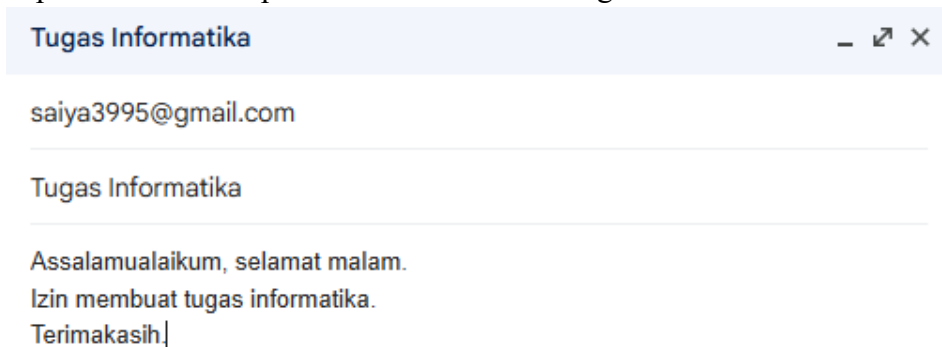 Tugas Informatika
saiya3995@gmail.com
Tugas Informatika
Assalamualaikum, selamat malam.
Izin membuat tugas informatika.
Terimakasih.